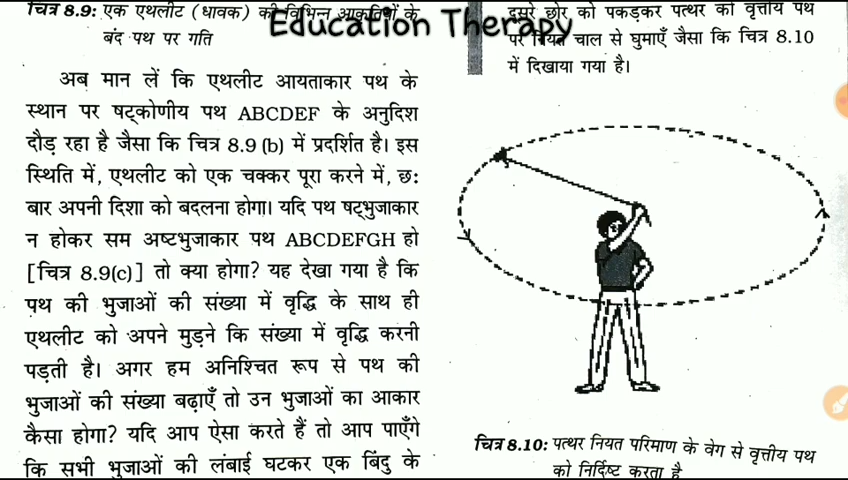 Education Therapy
चित्र 8.9: एक एथलीट (धावक) की विभिन्न आकृतियों के
बंद पथ पर गति
अब मान लें कि एथलीट आयताकार पथ के
स्थान पर षट्कोणीय पथ ABCDEF के अनुदिश
दौड़ रहा है जैसा कि चित्र 8.9 (b) में प्रदर्शित है। इस
स्थिति में, एथलीट को एक चक्कर पूरा करने में, छः
बार अपनी दिशा को बदलना होगा। यदि पथ षट्भुजाकार
न होकर सम अष्टभुजाकार पथ ABCDEFGH हो
[चित्र 8.9(c)] तो क्या होगा? यह देखा गया है कि
पथ की भुजाओं की संख्या में वृद्धि के साथ ही
एथलीट को अपने मुड़ने कि संख्या में वृद्धि करनी
पड़ती है। अगर हम अनिश्चित रूप से पथ की
भुजाओं की संख्या बढ़ाएँ तो उन भुजाओं का आकार
कैसा होगा? यदि आप ऐसा करते हैं तो आप पाएँगे
कि सभी भुजाओं की लंबाई घटकर एक बिंदु के
दूसरे छोर को पकड़कर पत्थर को वृत्तीय पथ
पर नियत चाल से घुमाएँ जैसा कि चित्र 8.10
में दिखाया गया है।
चित्र 8.10: पत्थर नियत परिमाण के वेग से वृत्तीय पथ
को निर्दिष्ट करता है